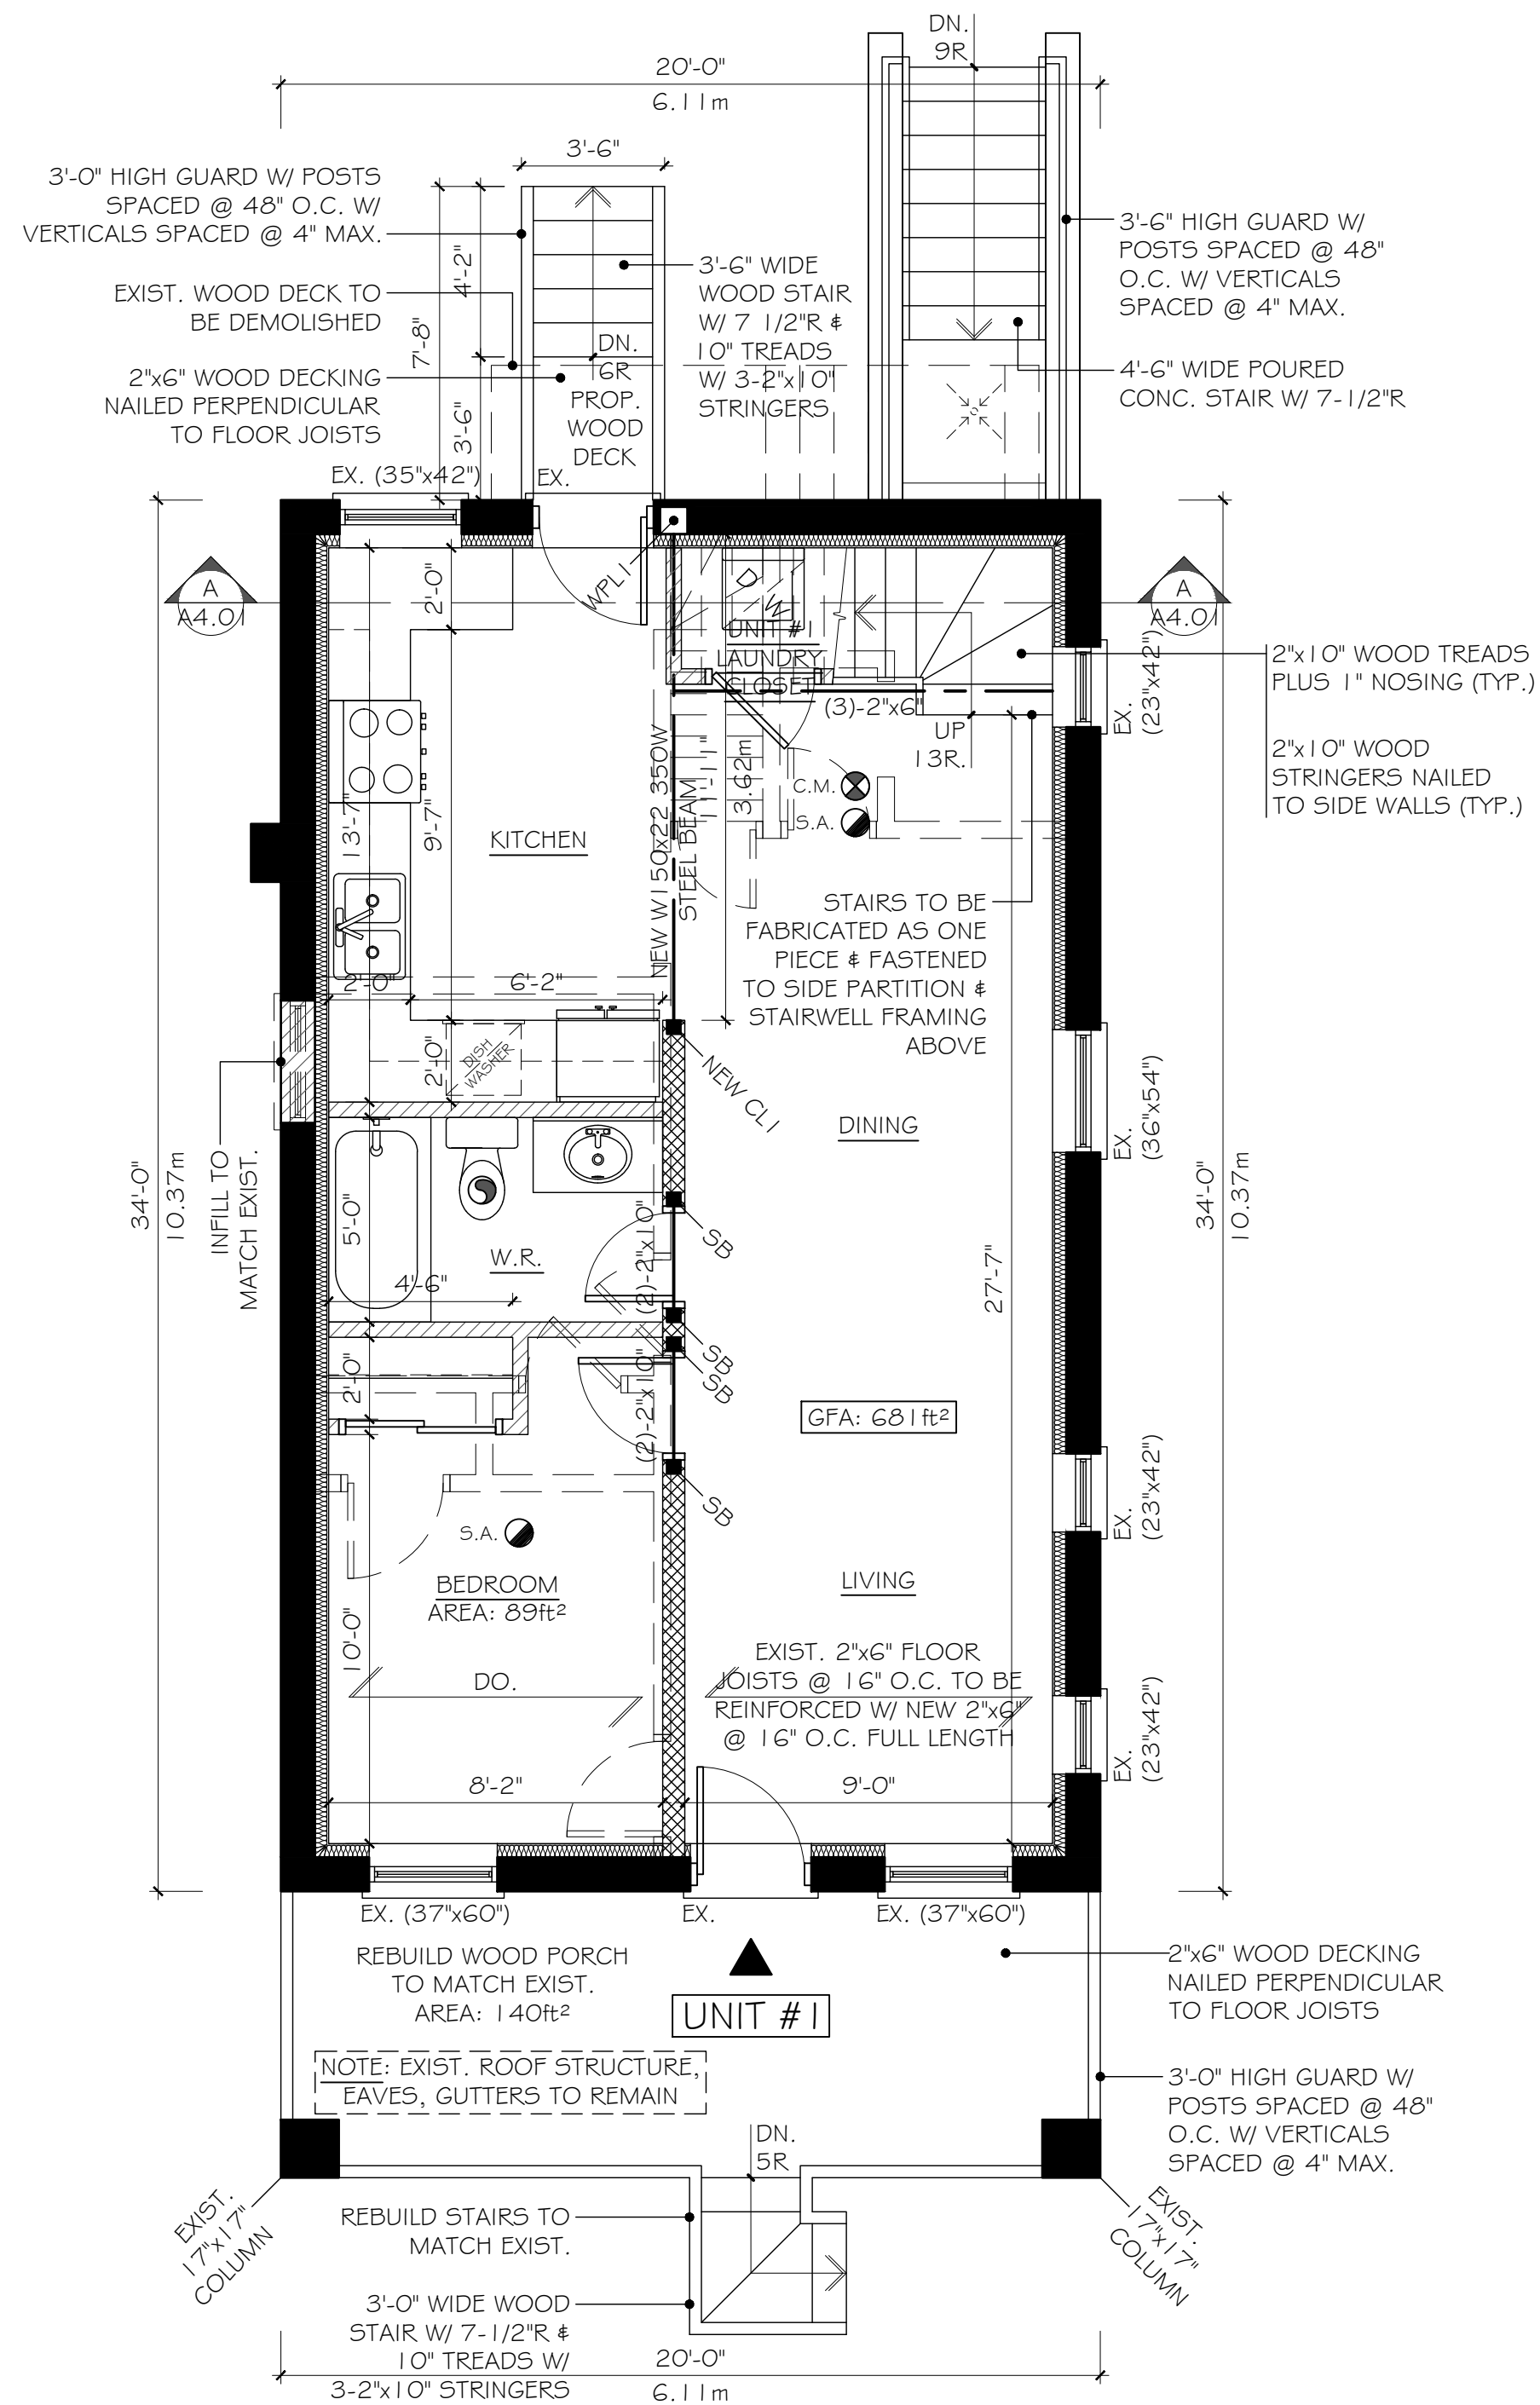 DN.
9R
20'-0"
6.11m
3'-6"
3'-0" HIGH GUARD W/ POSTS
SPACED @ 48" O.C. W/
VERTICALS SPACED @ 4" MAX.
EXIST. WOOD DECK TO
BE DEMOLISHED
2"x6" WOOD DECKING
NAILED PERPENDICULAR
TO FLOOR JOISTS
7'-8"
4'-2"
3'-6"
3'-6" WIDE
WOOD STAIR
W/ 7 1/2"R &
10" TREADS
W/ 3-2"x10"
STRINGERS
DN.
6R
PROP.
WOOD
DECK
3'-6" HIGH GUARD W/
POSTS SPACED @ 48"
O.C. W/ VERTICALS
SPACED @ 4" MAX.
4'-6" WIDE POURED
CONC. STAIR W/ 7-1/2"R
EX. (35"x42")
EX.
A
A4.01
A
A4.01
2'-0"
WPL1
D
W
UNIT #1
LAUNDRY
CLOSET
(3)-2"x6"
UP
13R.
EX.
(23"x42")
2"x10" WOOD TREADS
PLUS 1" NOSING (TYP.)
2"x10" WOOD
STRINGERS NAILED
TO SIDE WALLS (TYP.)
C.M.
S.A.
13'-7"
9'-7"
KITCHEN
NEW W150x22 350W
STEEL BEAM
11'-11"
3.62m
STAIRS TO BE
FABRICATED AS ONE
PIECE & FASTENED
TO SIDE PARTITION &
STAIRWELL FRAMING
ABOVE
2'-0"
6'-2"
2'-0"
DISH
WASHER
NEW CL1
DINING
EX.
(36"x54")
34'-0"
10.37m
INFILL TO
MATCH EXIST.
5'-0"
4'-6"
W.R.
(2)-2"x10"
SB
SB
SB
27'-7"
34'-0"
10.37m
2'-0"
(2)-2"x10"
GFA: 681ft²
SB
EX.
(23"x42")
S.A.
BEDROOM
AREA: 89ft²
10'-0"
LIVING
DO.
EXIST. 2"x6" FLOOR
JOISTS @ 16" O.C. TO BE
REINFORCED W/ NEW 2"x6"
@ 16" O.C. FULL LENGTH
EX.
(23"x42")
8'-2"
9'-0"
EX. (37"x60")
EX.
EX. (37"x60")
REBUILD WOOD PORCH
TO MATCH EXIST.
AREA: 140ft²
UNIT #1
2"x6" WOOD DECKING
NAILED PERPENDICULAR
TO FLOOR JOISTS
NOTE: EXIST. ROOF STRUCTURE,
EAVES, GUTTERS TO REMAIN
3'-0" HIGH GUARD W/
POSTS SPACED @ 48"
O.C. W/ VERTICALS
SPACED @ 4" MAX.
DN.
5R
EXIST.
17"x17"
COLUMN
EXIST.
17"x17"
COLUMN
REBUILD STAIRS TO
MATCH EXIST.
3'-0" WIDE WOOD
STAIR W/ 7-1/2"R &
10" TREADS W/
3-2"x10" STRINGERS
20'-0"
6.11m